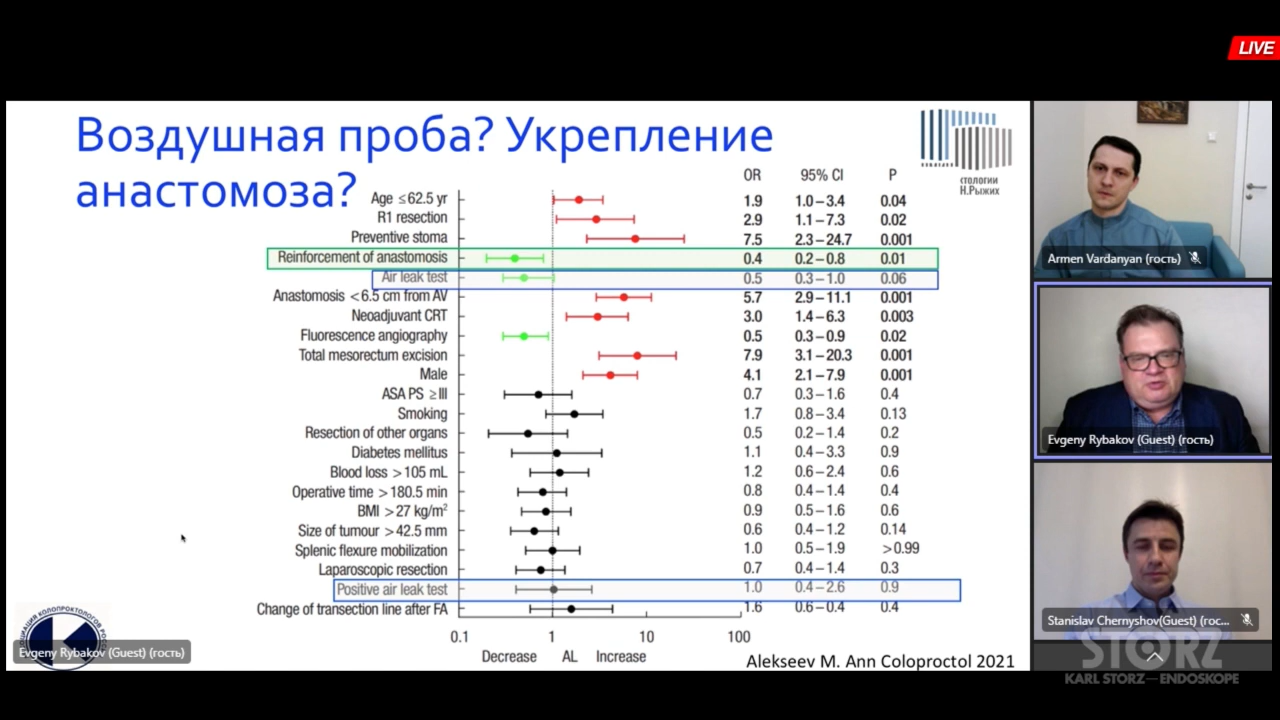 LIVE
Воздушная проба? Укрепление
анастомоза?
стологии
Н.Рыжих
OR 95% CI P
Age ≤62.5 yr 1.9 1.0–3.4 0.04
R1 resection 2.9 1.1–7.3 0.02
Preventive stoma 7.5 2.3–24.7 0.001
Reinforcement of anastomosis 0.4 0.2–0.8 0.01
Air leak test 0.5 0.3–1.0 0.06
Anastomosis <6.5 cm from AV 5.7 2.9–11.1 0.001
Neoadjuvant CRT 3.0 1.4–6.3 0.003
Fluorescence angiography 0.5 0.3–0.9 0.02
Total mesorectum excision 7.9 3.1–20.3 0.001
Male 4.1 2.1–7.9 0.001
ASA PS ≥III 0.7 0.3–1.6 0.4
Smoking 1.7 0.8–3.4 0.13
Resection of other organs 0.5 0.2–1.4 0.2
Diabetes mellitus 1.1 0.4–3.3 0.9
Blood loss >105 mL 1.2 0.6–2.4 0.6
Operative time >180.5 min 0.8 0.4–1.4 0.4
BMI >27 kg/m² 0.9 0.5–1.6 0.6
Size of tumour >42.5 mm 0.6 0.4–1.2 0.14
Splenic flexure mobilization 1.0 0.5–1.9 >0.99
Laparoscopic resection 0.7 0.4–1.4 0.3
Positive air leak test 1.0 0.4–2.6 0.9
Change of transection line after FA 1.6 0.6–0.4 0.4
0.1 1 10 100
Decrease AL Increase
Alekseev M. Ann Coloproctol 2021
Evgeny Rybakov (Guest) (гость)
Armen Vardanyan (гость)
Evgeny Rybakov (Guest) (гость)
Stanislav Chernyshov(Guest) (гос...
STORZ
KARL STORZ—ENDOSKOPE